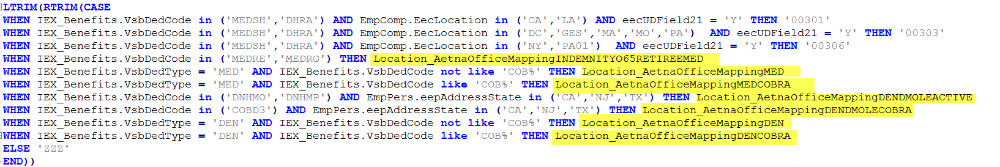 LTRIM(RTRIM(CASE
WHEN IEX_Benefits.VsbDedCode in ('MEDSH','DHRA') AND EmpComp.EecLocation in ('CA','LA') AND eecUDField21 = 'Y' THEN '00301'
WHEN IEX_Benefits.VsbDedCode in ('MEDSH','DHRA') AND EmpComp.EecLocation in ('DC','GES','MA','MO','PA')  AND eecUDField21 = 'Y' THEN '00303'
WHEN IEX_Benefits.VsbDedCode in ('MEDSH','DHRA') AND EmpComp.EecLocation in ('NY','PA01')  AND eecUDField21 = 'Y' THEN '00306'
WHEN IEX_Benefits.VsbDedCode in ('MEDRE','MEDRG') THEN Location_AetnaOfficeMappingINDEMNITYO65RETIREEMED
WHEN IEX_Benefits.VsbDedType = 'MED' AND IEX_Benefits.VsbDedCode not like 'COB%' THEN Location_AetnaOfficeMappingMED
WHEN IEX_Benefits.VsbDedType = 'MED' AND IEX_Benefits.VsbDedCode like 'COB%' THEN Location_AetnaOfficeMappingMEDCOBRA
WHEN IEX_Benefits.VsbDedCode in ('DNHMO','DNHMP') AND EmpPers.eepAddressState in ('CA','NJ','TX') THEN Location_AetnaOfficeMappingDENDMOLEACTIVE
WHEN IEX_Benefits.VsbDedCode in ('COBD3') AND EmpPers.eepAddressState in ('CA','NJ','TX') THEN Location_AetnaOfficeMappingDENDMOLECOBRA
WHEN IEX_Benefits.VsbDedType = 'DEN' AND IEX_Benefits.VsbDedCode not like 'COB%' THEN Location_AetnaOfficeMappingDEN
WHEN IEX_Benefits.VsbDedType = 'DEN' AND IEX_Benefits.VsbDedCode like 'COB%' THEN Location_AetnaOfficeMappingDENCOBRA
ELSE 'ZZZ'
END))